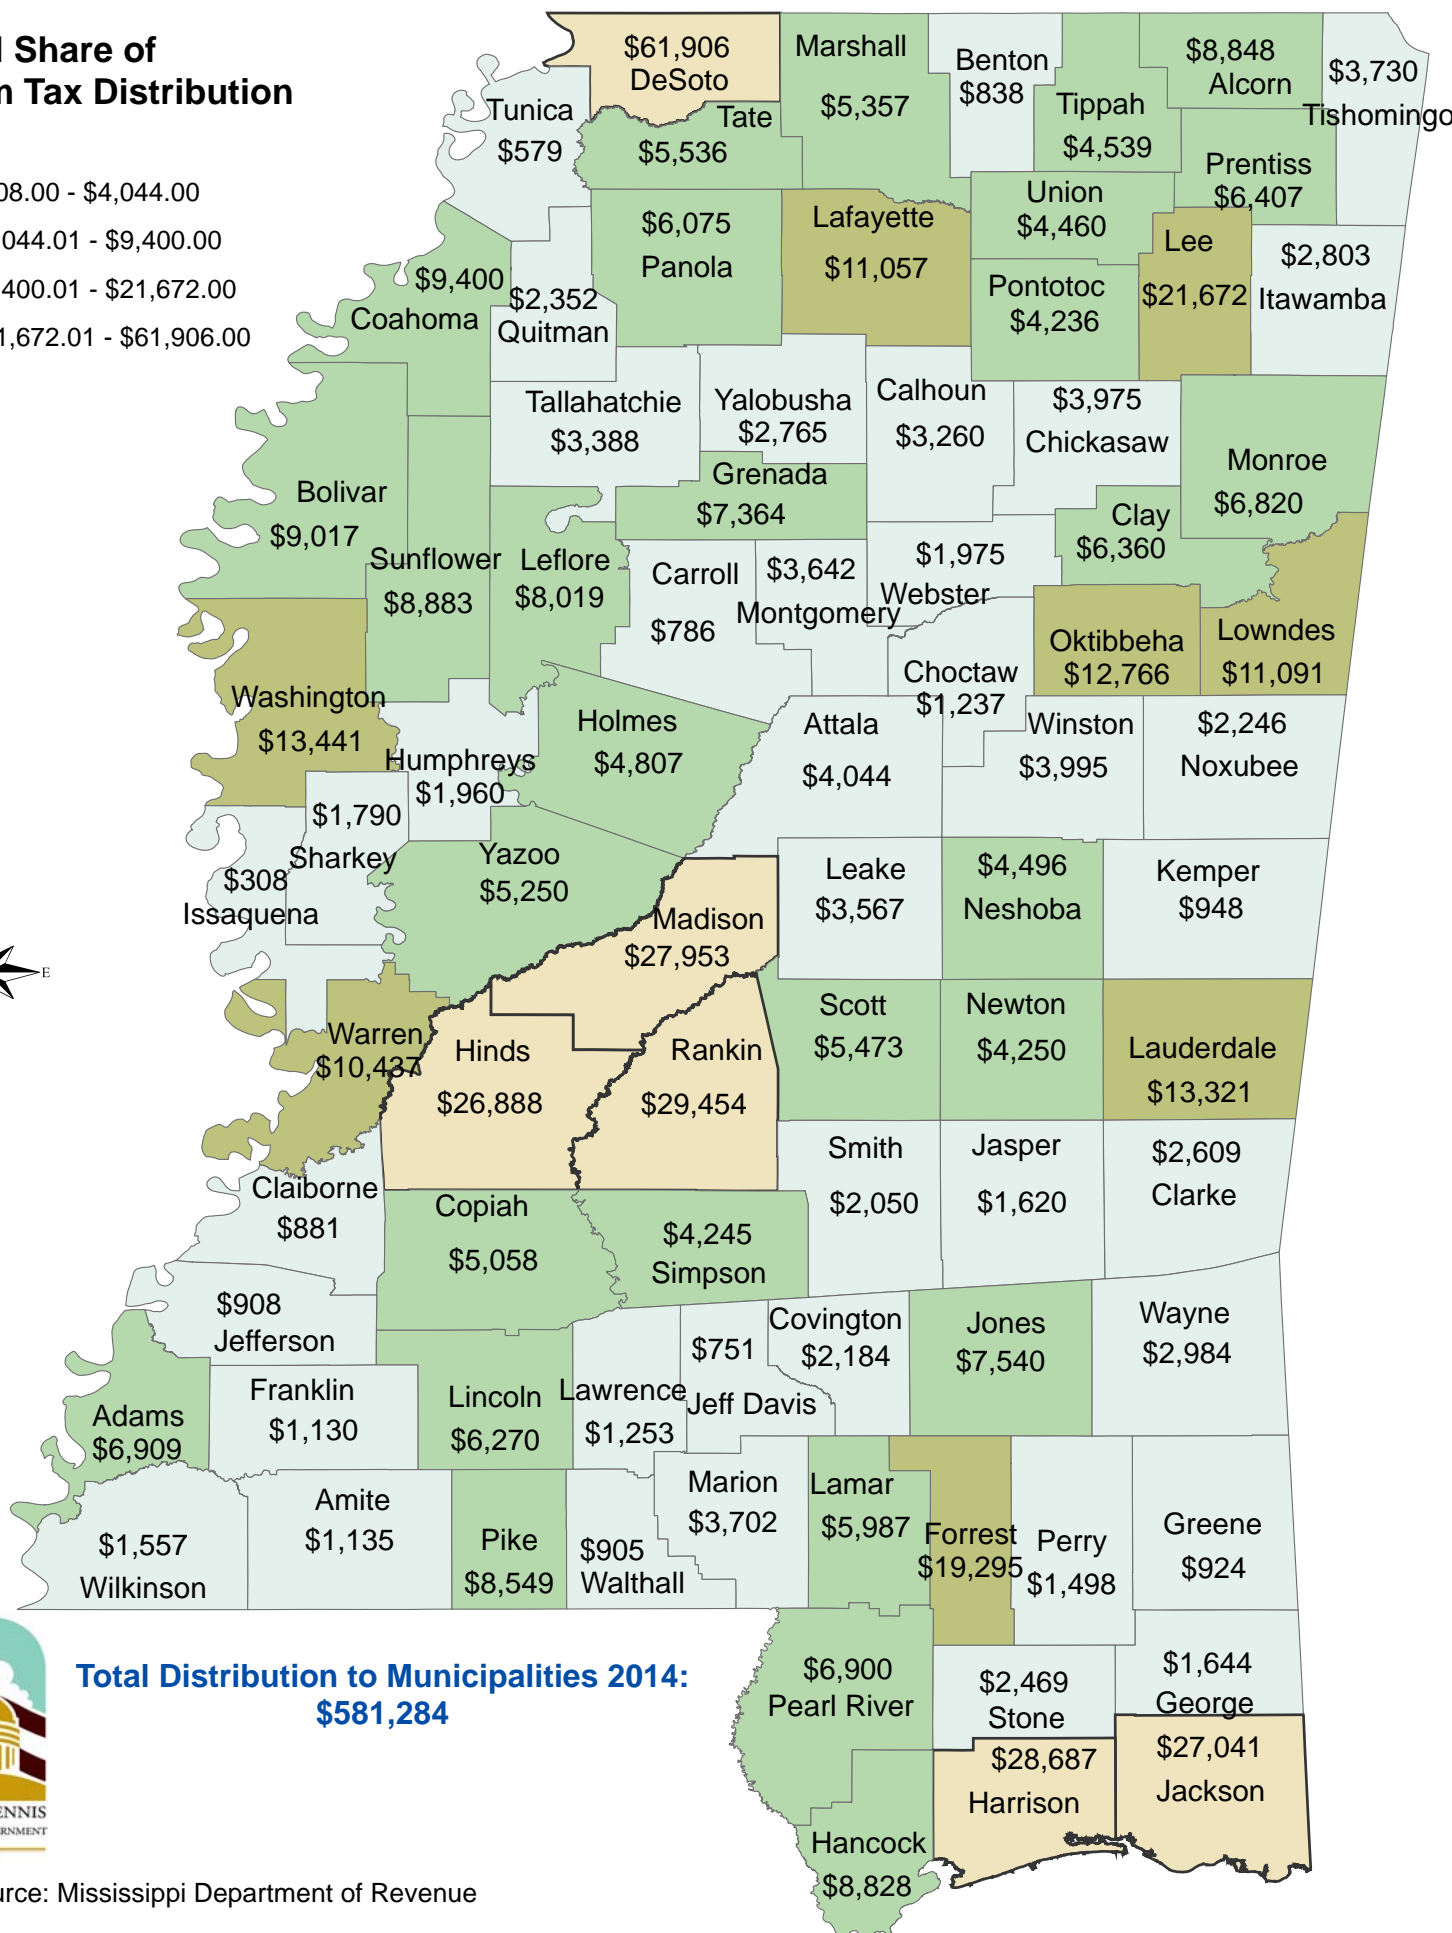 Share of
Tax Distribution
08.00 - $4,044.00
044.01 - $9,400.00
400.01 - $21,672.00
1,672.01 - $61,906.00
$61,906
DeSoto
Marshall
$5,357
Benton
$838
Tippah
$4,539
$8,848
Alcorn
$3,730
Tishomingo
Tunica
$579
Tate
$5,536
Prentiss
$6,407
Union
$4,460
$6,075
Panola
Lafayette
$11,057
Lee
$21,672
$2,803
Itawamba
$9,400
Coahoma
$2,352
Quitman
Pontotoc
$4,236
Tallahatchie
$3,388
Yalobusha
$2,765
Calhoun
$3,260
$3,975
Chickasaw
Monroe
$6,820
Bolivar
$9,017
Grenada
$7,364
Clay
$6,360
Sunflower
$8,883
Leflore
$8,019
Carroll
$786
$3,642
Montgomery
$1,975
Webster
Oktibbeha
$12,766
Lowndes
$11,091
Washington
$13,441
Choctaw
$1,237
Humphreys
$1,960
Holmes
$4,807
Attala
$4,044
Winston
$3,995
$2,246
Noxubee
$1,790
Sharkey
$308
Issaquena
Yazoo
$5,250
Leake
$3,567
$4,496
Neshoba
Kemper
$948
Madison
$27,953
E
Warren
$10,437
Hinds
$26,888
Rankin
$29,454
Scott
$5,473
Newton
$4,250
Lauderdale
$13,321
Claiborne
$881
Copiah
$5,058
$4,245
Simpson
Smith
$2,050
Jasper
$1,620
$2,609
Clarke
$908
Jefferson
$751
Jeff Davis
Covington
$2,184
Jones
$7,540
Wayne
$2,984
Adams
$6,909
Franklin
$1,130
Lincoln
$6,270
Lawrence
$1,253
$1,557
Wilkinson
Amite
$1,135
Pike
$8,549
$905
Walthall
Marion
$3,702
Lamar
$5,987
Forrest
$19,295
Perry
$1,498
Greene
$924
Total Distribution to Municipalities 2014:
$581,284
$6,900
Pearl River
$2,469
Stone
$1,644
George
$28,687
Harrison
$27,041
Jackson
Hancock
$8,828
ENNIS
RNMENT
urce: Mississippi Department of Revenue